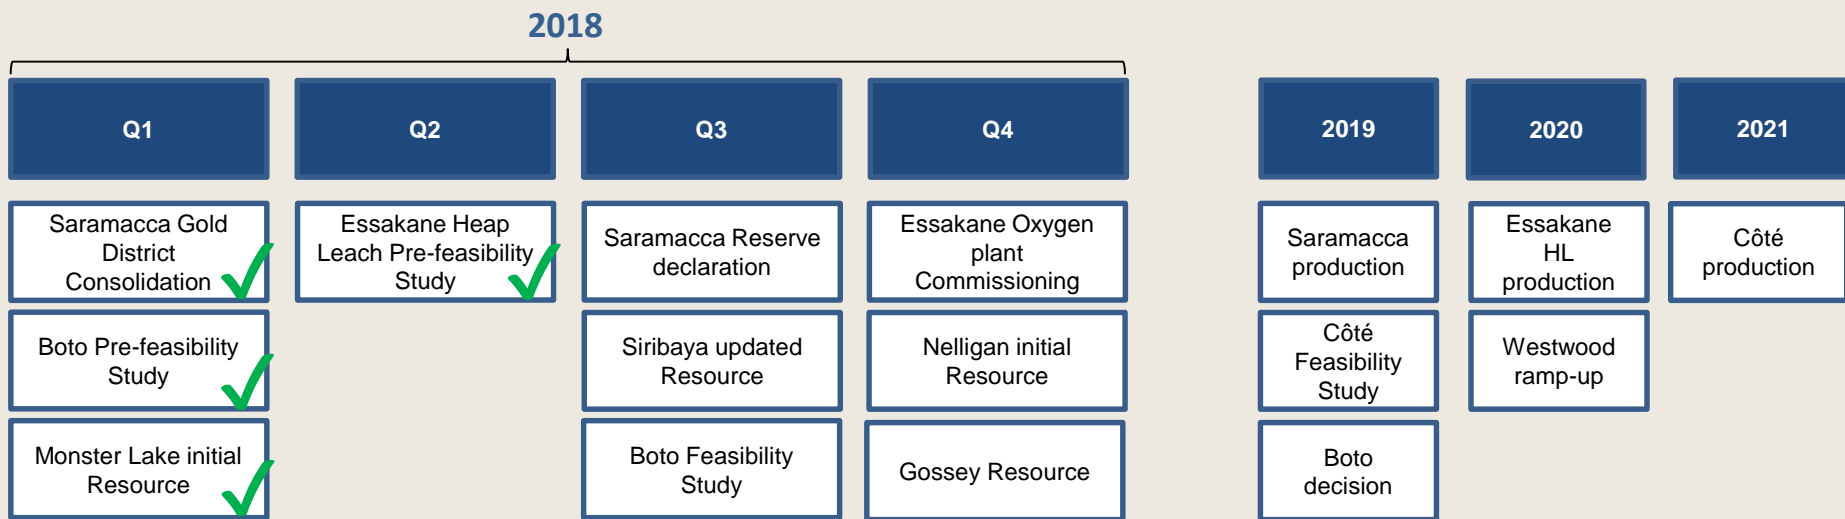 2018
Q1
Q2
Q3
Q4
2019
2020
2021
Saramacca Gold
District
Consolidation
Essakane Heap
Leach Pre-feasibility
Study
Saramacca Reserve
declaration
Essakane Oxygen
plant
Commissioning
Saramacca
production
Essakane
HL
production
Côté
production
Boto Pre-feasibility
Study
Siribaya updated
Resource
Nelligan initial
Resource
Côté
Feasibility
Study
Westwood
ramp-up
Monster Lake initial
Resource
Boto Feasibility
Study
Gossey Resource
Boto
decision